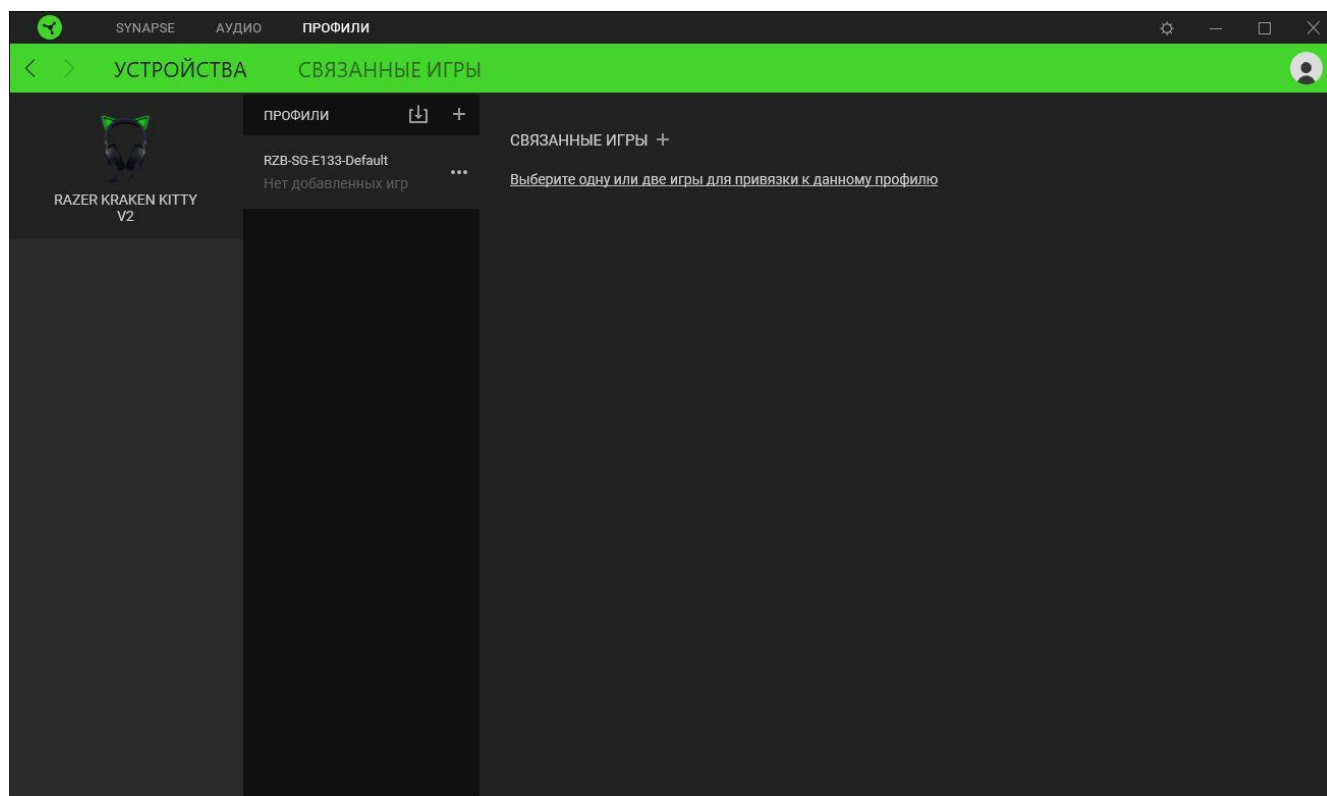 SYNAPSE АУДИО ПРОФИЛИ
УСТРОЙСТВА СВЯЗАННЫЕ ИГРЫ
RAZER KRAKEN KITTY
V2
ПРОФИЛИ
RZB-SG-E133-Default
Нет добавленных игр
СВЯЗАННЫЕ ИГРЫ
Выберите одну или две игры для привязки к данному профилю